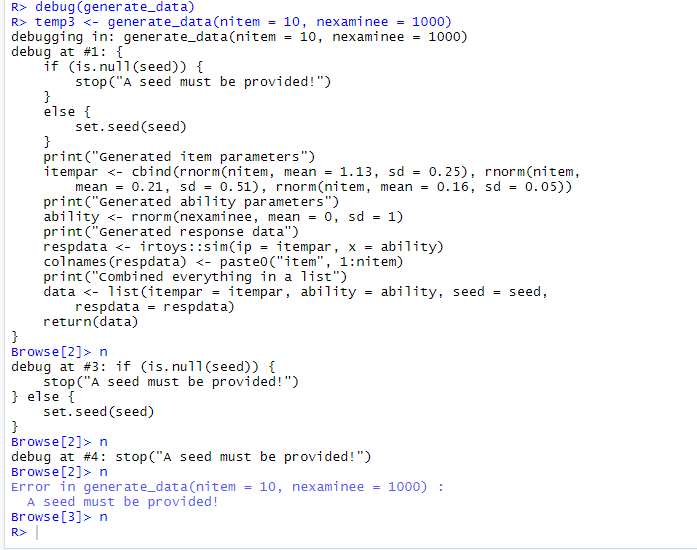 R> debug(generate_data)
R> temp3 <- generate_data(nitem = 10, nexaminee = 1000)
debugging in: generate_data(nitem = 10, nexaminee = 1000)
debug at #1: {
    if (is.null(seed)) {
        stop("A seed must be provided!")
    }
    else {
        set.seed(seed)
    }
    print("Generated item parameters")
    itempar <- cbind(rnorm(nitem, mean = 1.13, sd = 0.25), rnorm(nitem,
        mean = 0.21, sd = 0.51), rnorm(nitem, mean = 0.16, sd = 0.05))
    print("Generated ability parameters")
    ability <- rnorm(nexaminee, mean = 0, sd = 1)
    print("Generated response data")
    respdata <- irtoys::sim(ip = itempar, x = ability)
    colnames(respdata) <- paste0("item", 1:nitem)
    print("Combined everything in a list")
    data <- list(itempar = itempar, ability = ability, seed = seed,
        respdata = respdata)
    return(data)
}
Browse[2]> n
debug at #3: if (is.null(seed)) {
    stop("A seed must be provided!")
} else {
    set.seed(seed)
}
Browse[2]> n
debug at #4: stop("A seed must be provided!")
Browse[2]> n
Error in generate_data(nitem = 10, nexaminee = 1000) :
  A seed must be provided!
Browse[3]> n
R>